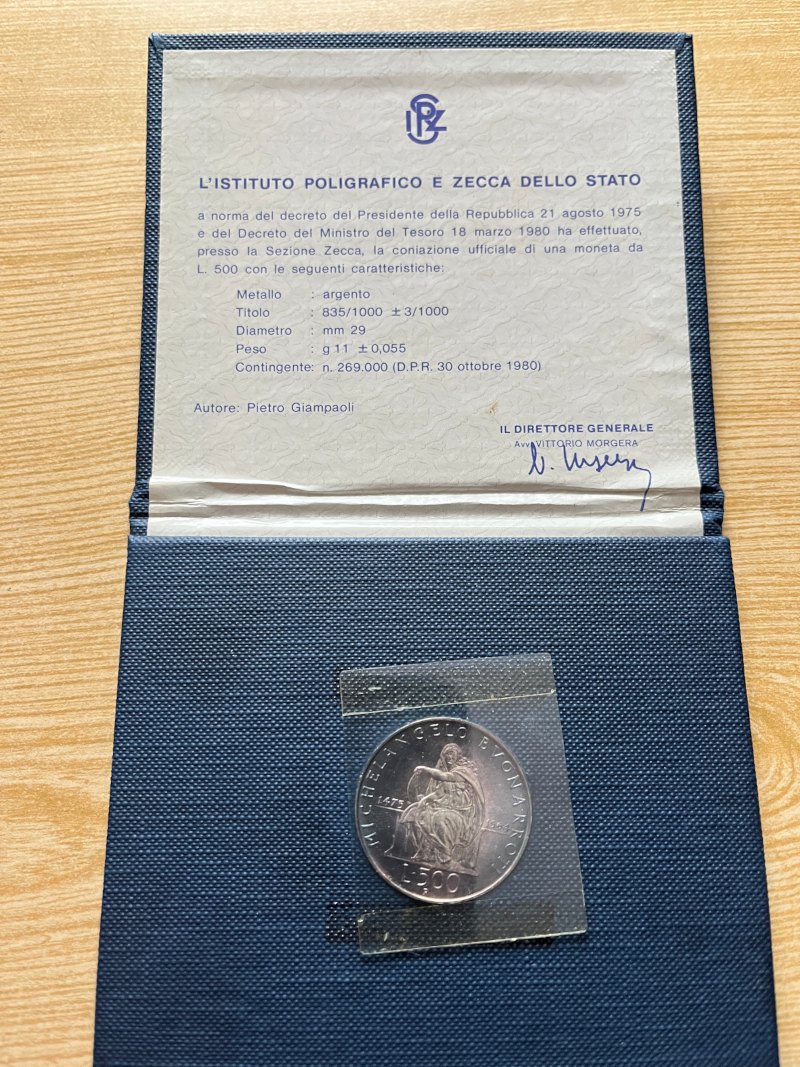 IPZS
L'ISTITUTO POLIGRAFICO E ZECCA DELLO STATO
a norma del decreto del Presidente della Repubblica 21 agosto 1975
e del Decreto del Ministro del Tesoro 18 marzo 1980 ha effettuato,
presso la Sezione Zecca, la coniazione ufficiale di una moneta da
L. 500 con le seguenti caratteristiche:
Metallo : argento
Titolo : 835/1000 ±3/1000
Diametro : mm 29
Peso : g 11 ±0,055
Contingente: n. 269.000 (D.P.R. 30 ottobre 1980)
Autore: Pietro Giampaoli
IL DIRETTORE GENERALE
Avv. VITTORIO MORGERA
MICHELANGELO BVONARROTI
1475
L.500
R